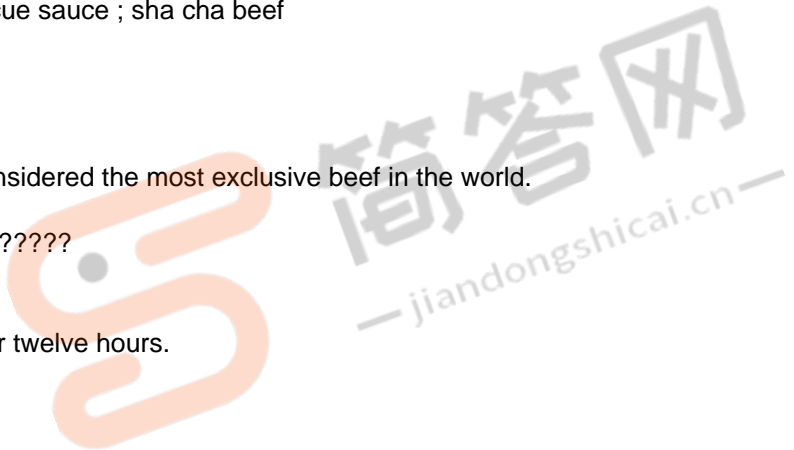 cue sauce ; sha cha beef
nsidered the most exclusive beef in the world.
?????
r twelve hours.
简答网
jiandongshicai.cn